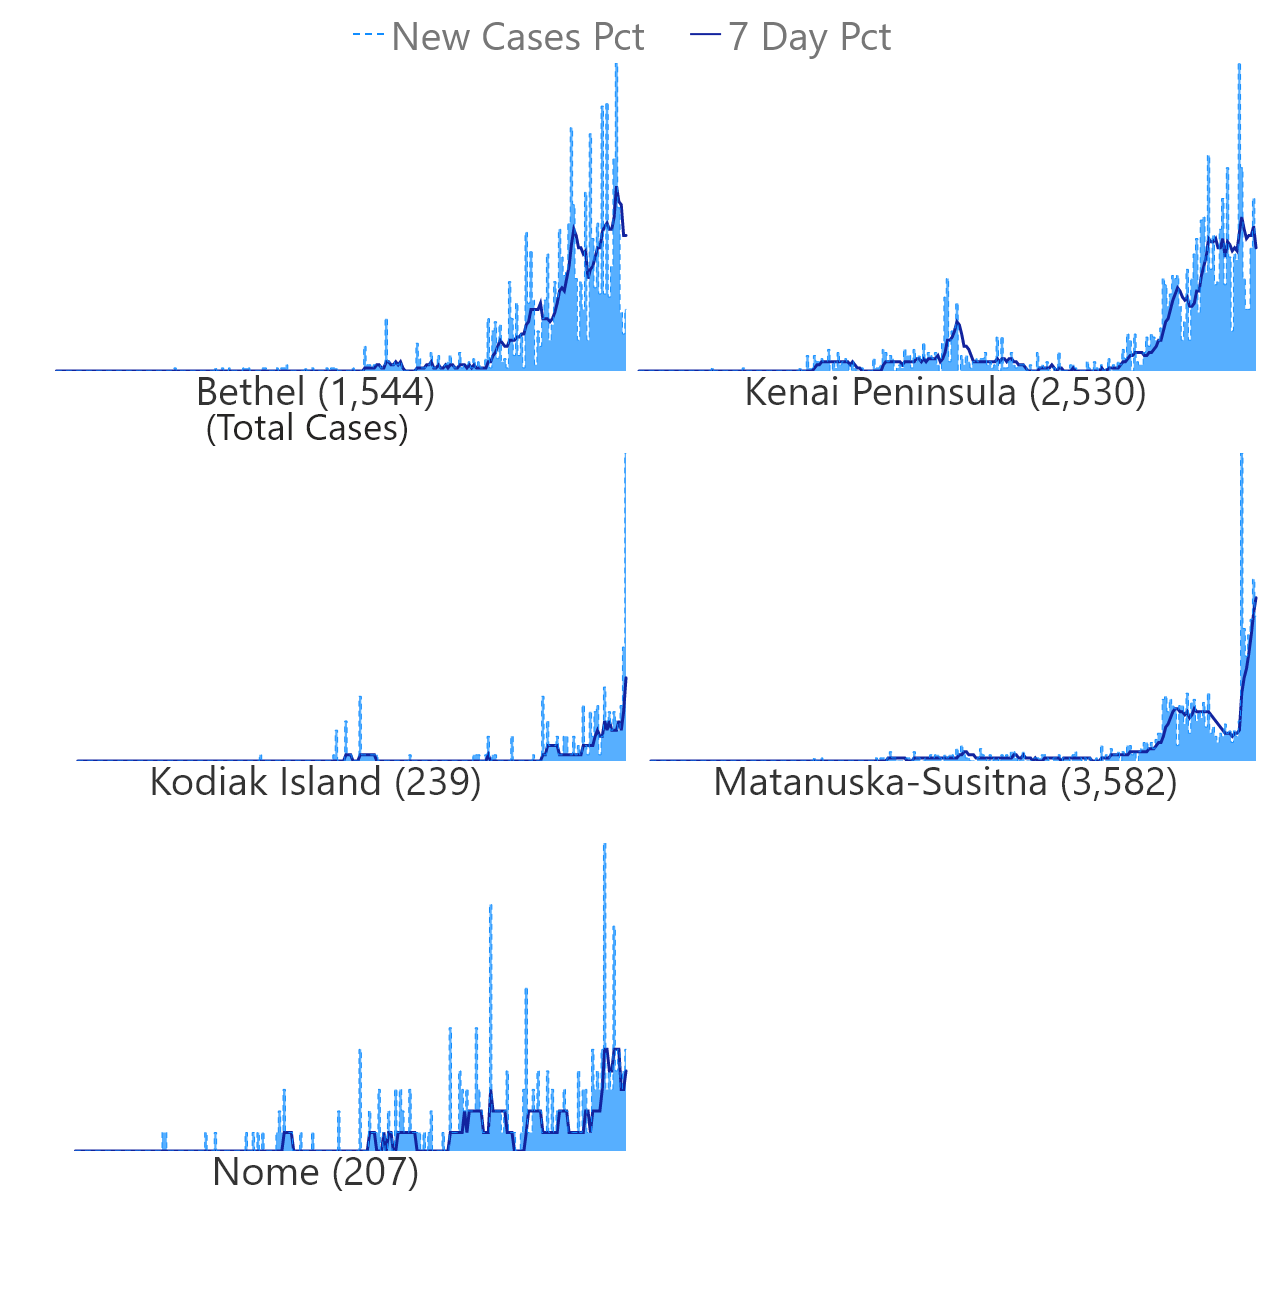 New Cases Pct 7 Day Pct
Bethel (1,544) Kenai Peninsula (2,530)
(Total Cases)
Kodiak Island (239) Matanuska-Susitna (3,582)
Nome (207)